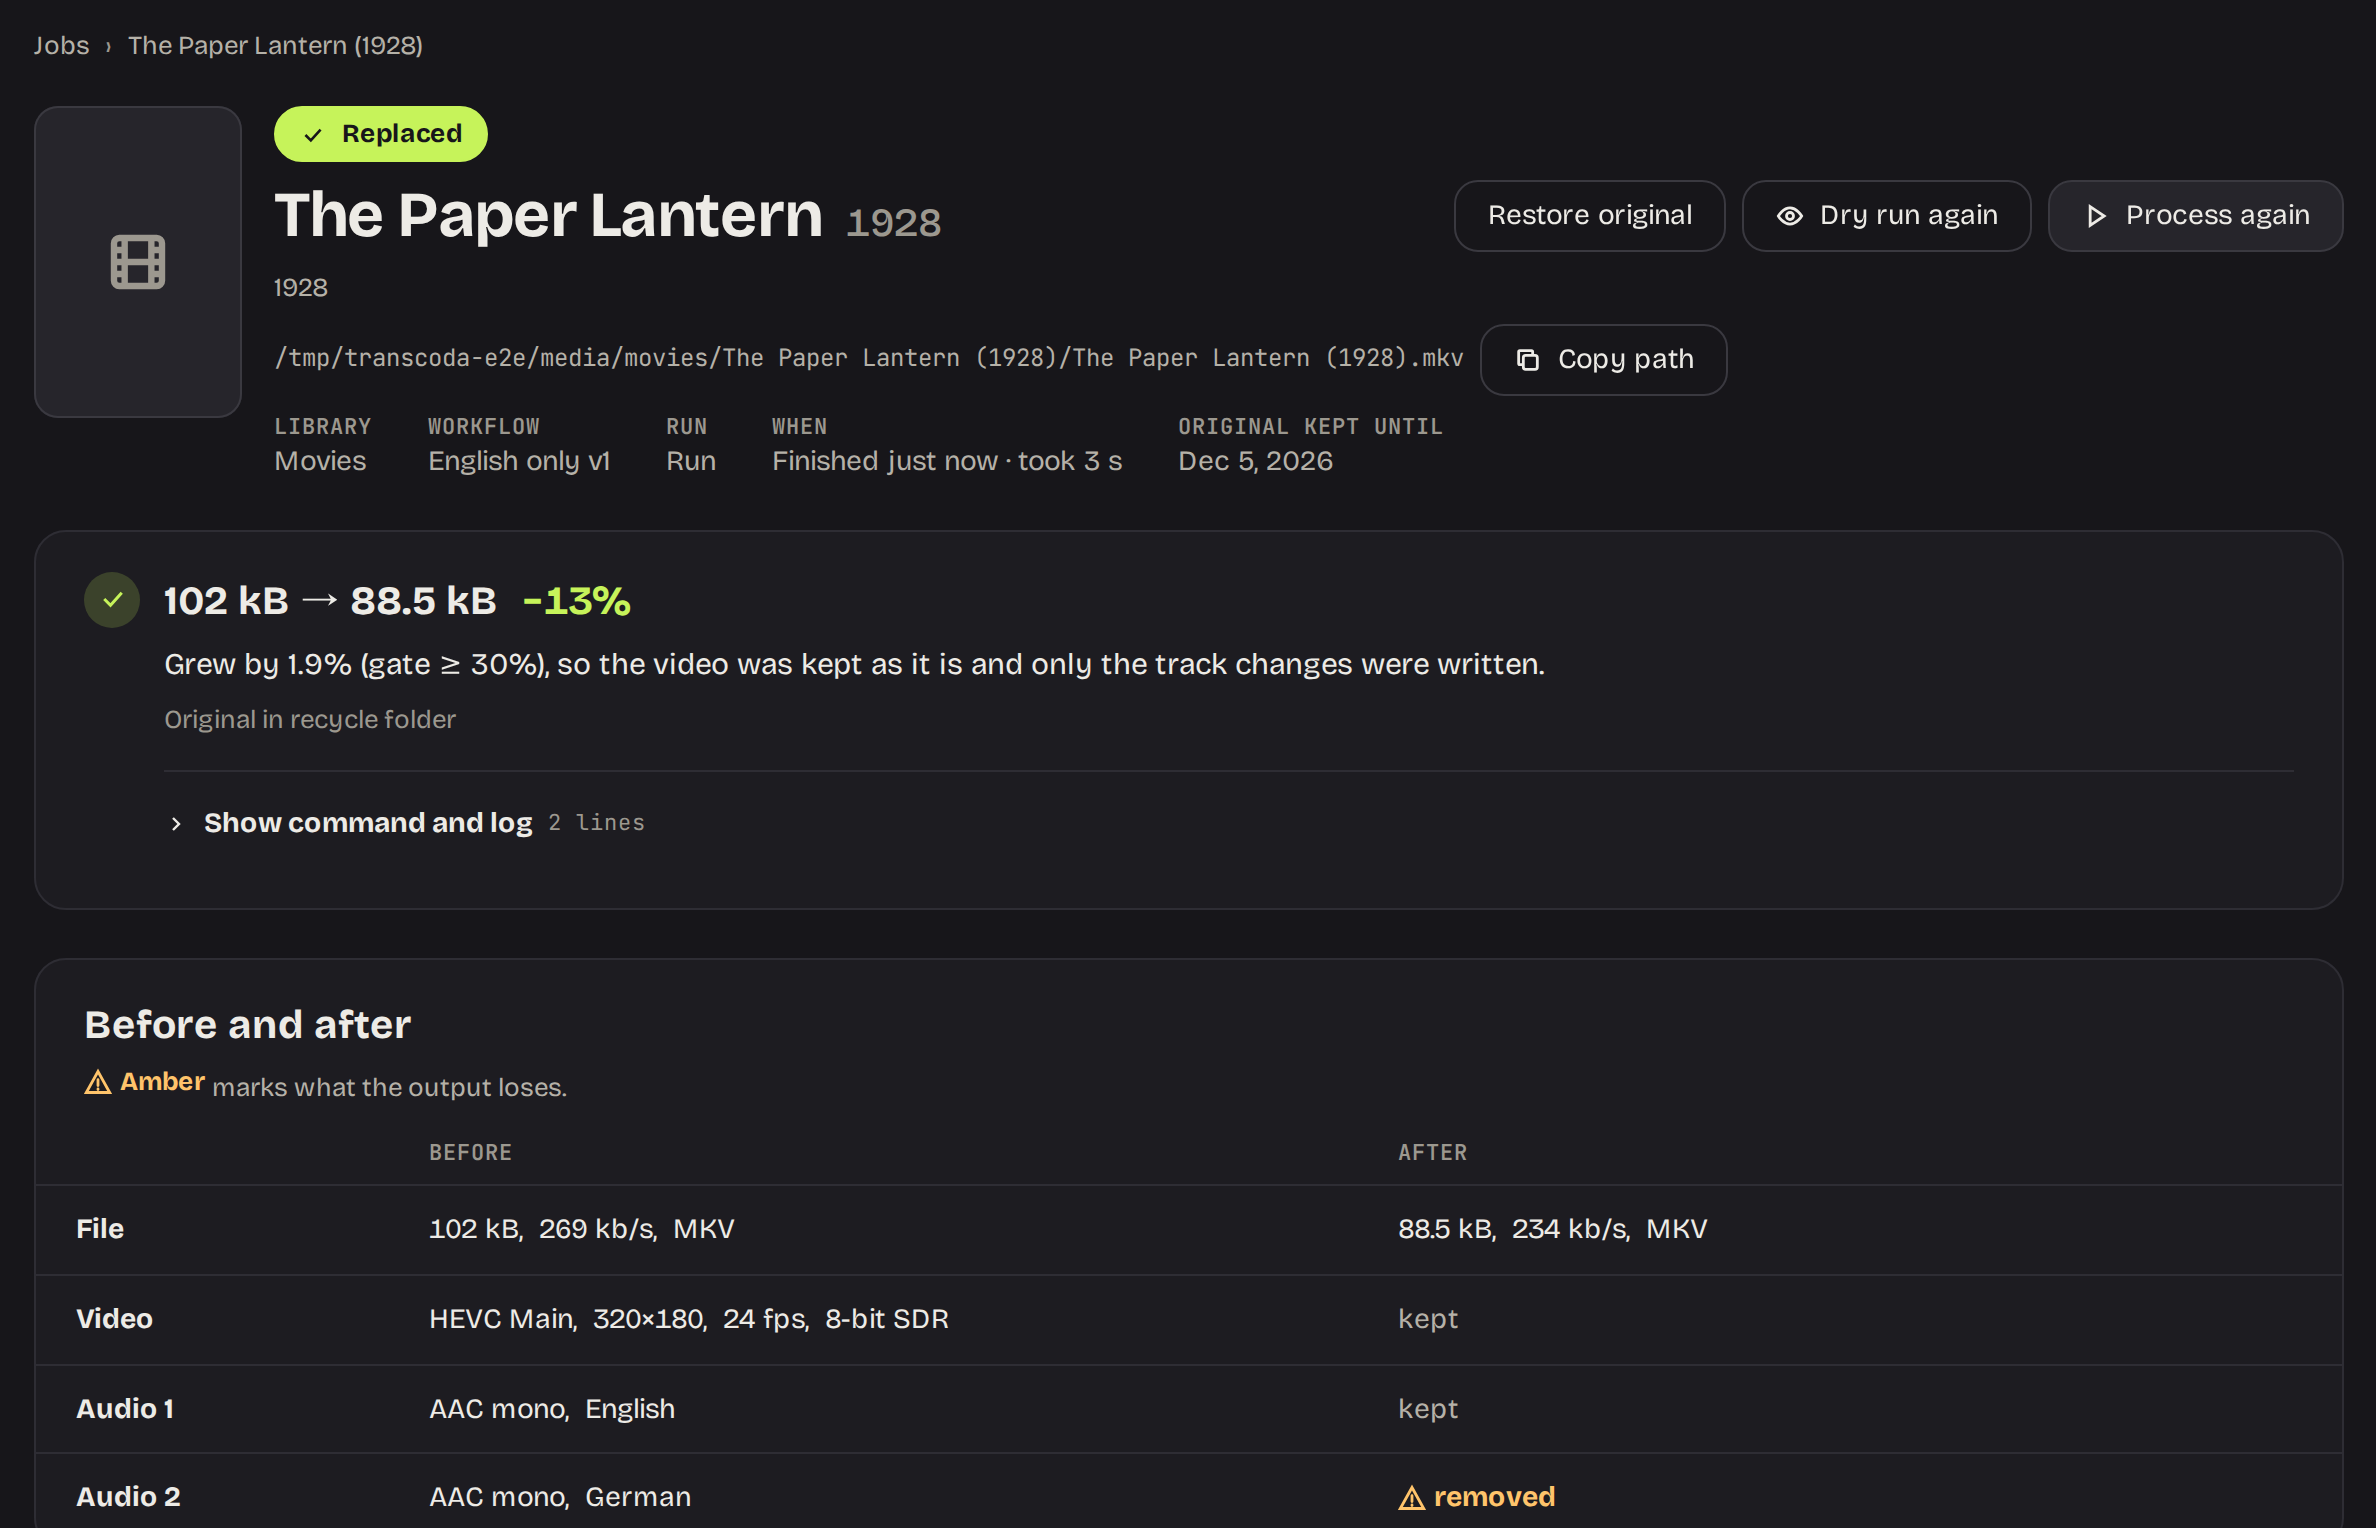 Jobs › The Paper Lantern (1928)
Replaced
The Paper Lantern 1928
Restore original
Dry run again
Process again
1928
/tmp/transcoda-e2e/media/movies/The Paper Lantern (1928)/The Paper Lantern (1928).mkv
Copy path
LIBRARY WORKFLOW RUN WHEN ORIGINAL KEPT UNTIL
Movies English only v1 Run Finished just now · took 3 s Dec 5, 2026
102 kB → 88.5 kB −13%
Grew by 1.9% (gate ≥ 30%), so the video was kept as it is and only the track changes were written.
Original in recycle folder
Show command and log 2 lines
Before and after
Amber marks what the output loses.
BEFORE AFTER
File 102 kB, 269 kb/s, MKV 88.5 kB, 234 kb/s, MKV
Video HEVC Main, 320×180, 24 fps, 8-bit SDR kept
Audio 1 AAC mono, English kept
Audio 2 AAC mono, German removed